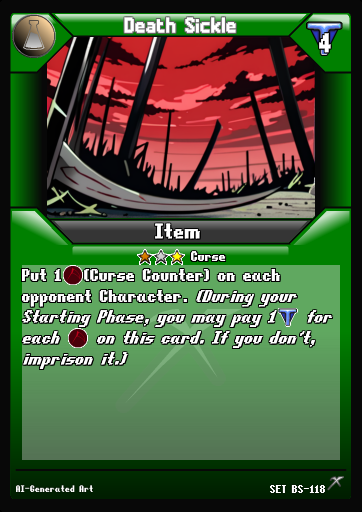 Death Sickle
4
Item
Curse
Put 1 (Curse Counter) on each
opponent Character. (During your
Starting Phase, you may pay 1 for
each on this card. If you don't,
imprison it.)
AI-Generated Art
SET BS-118